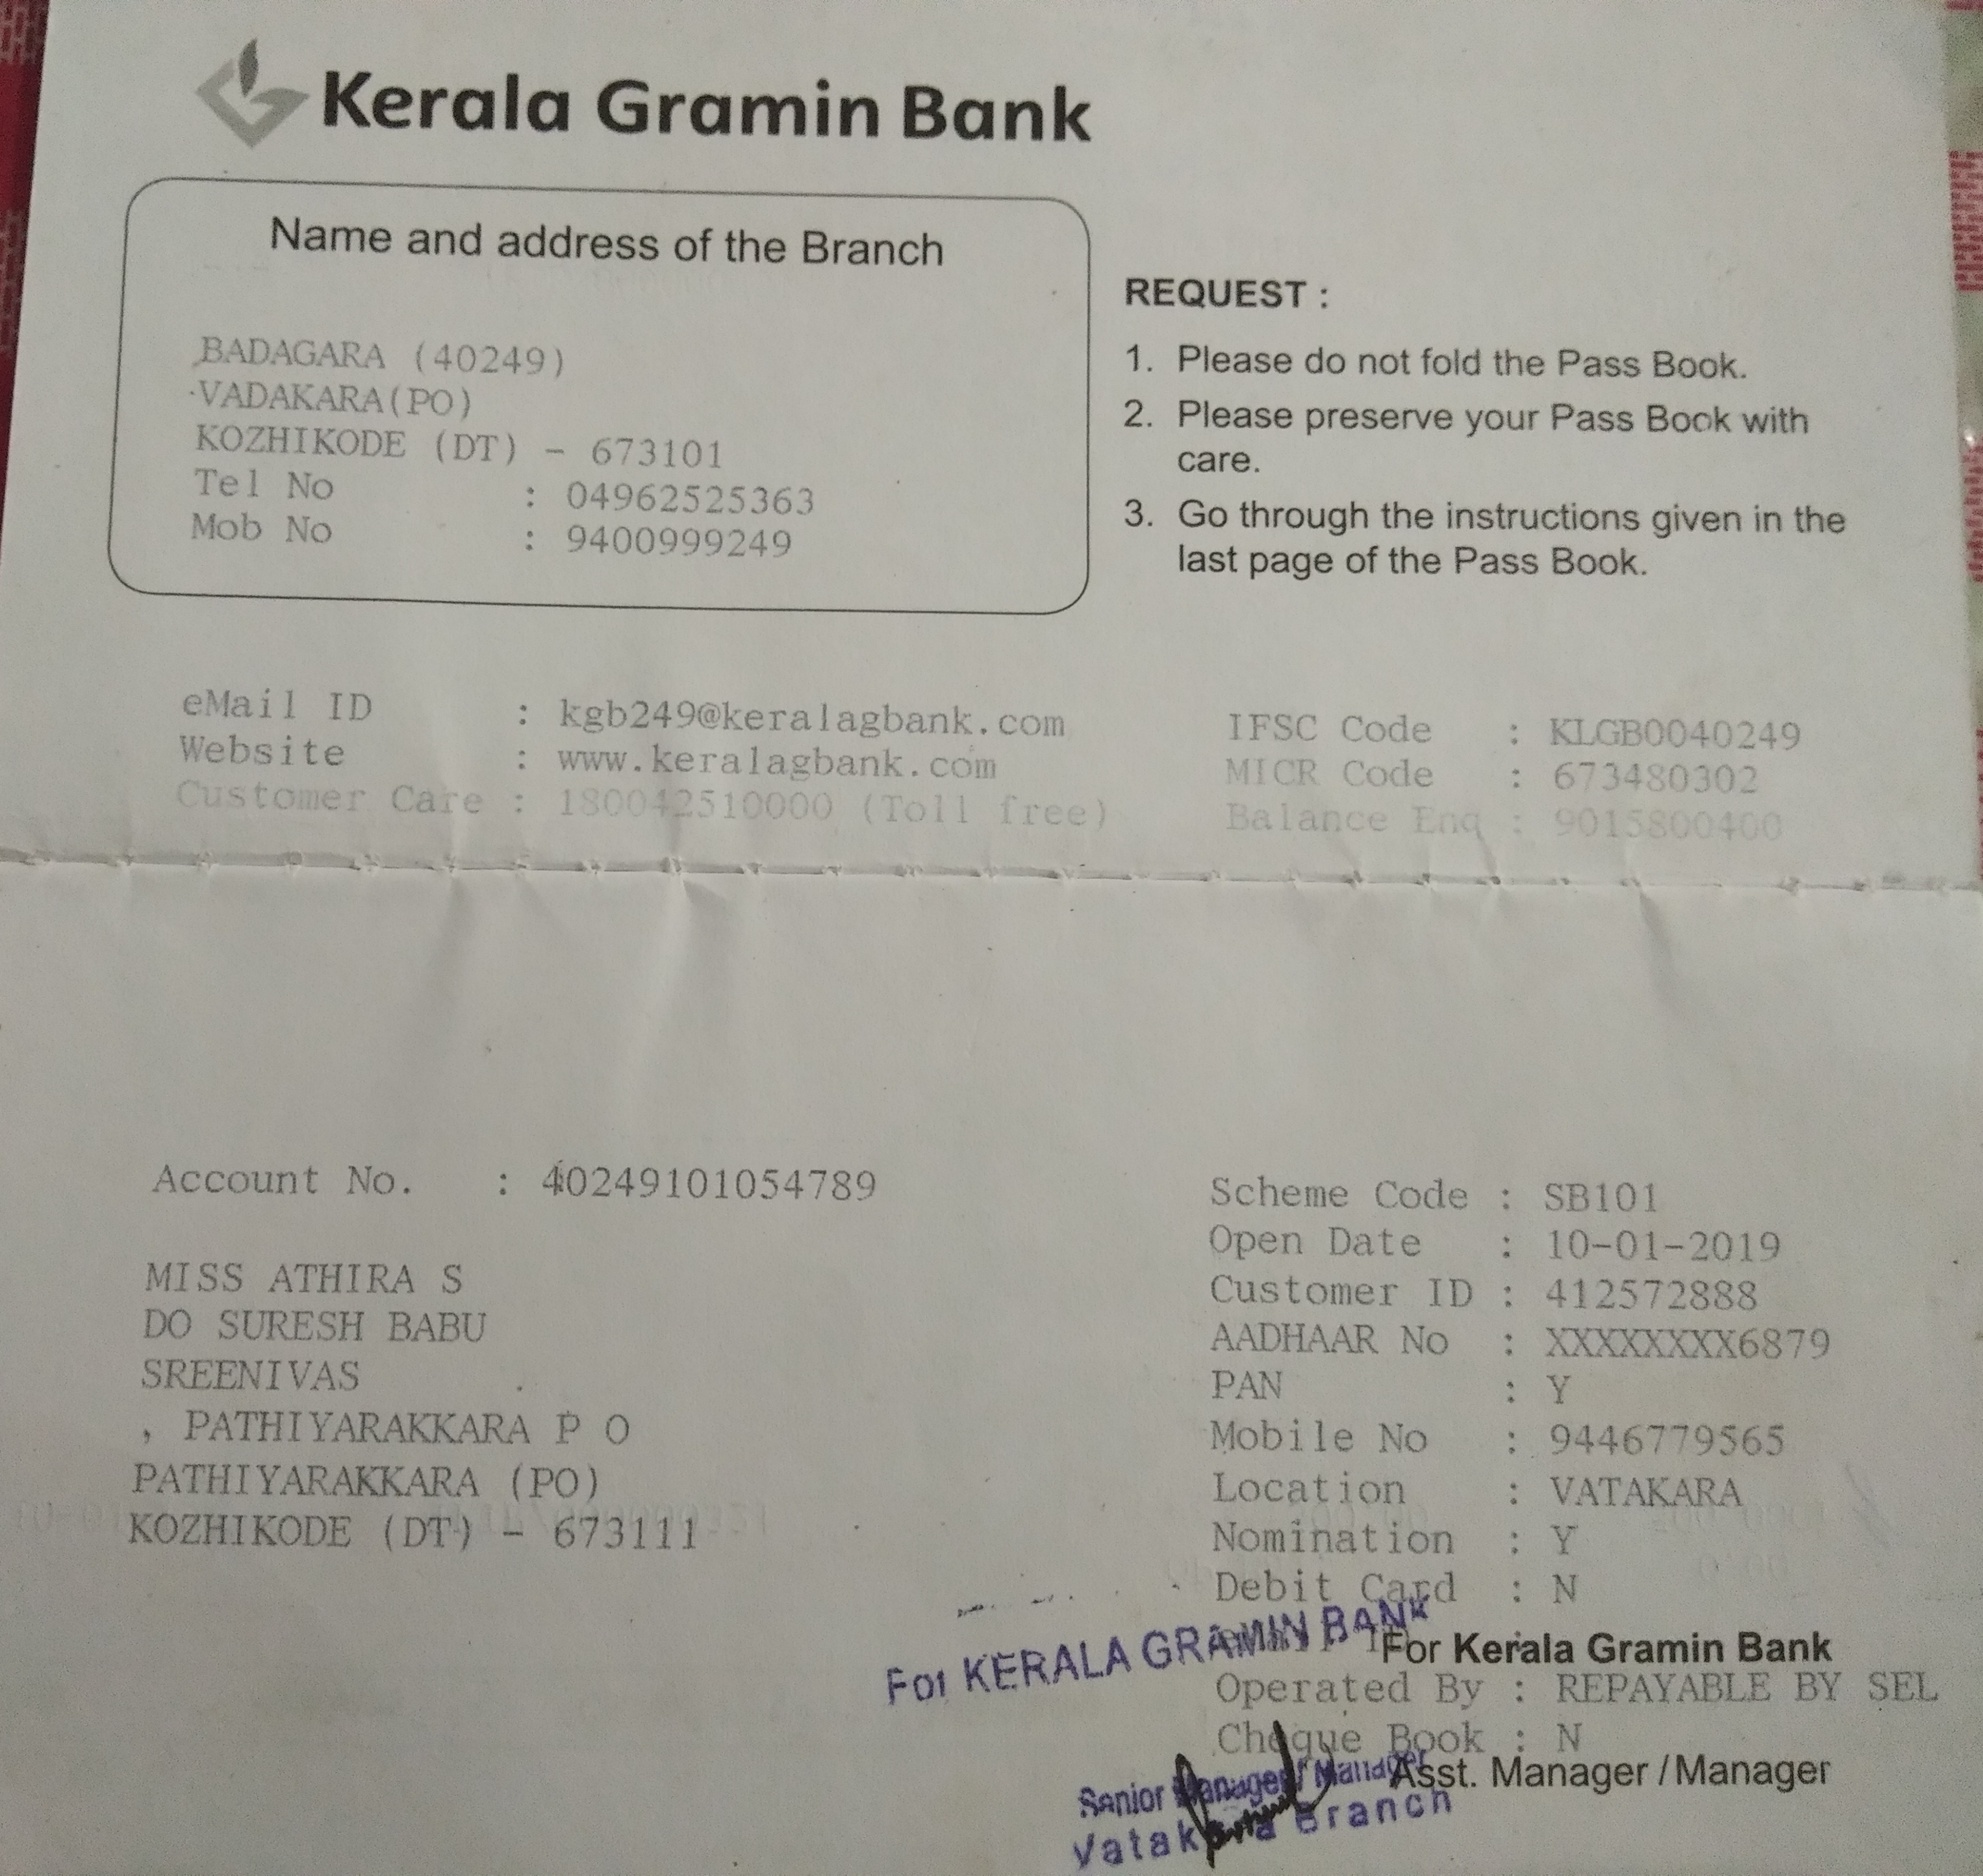 Kerala Gramin Bank
Name and address of the Branch
BADAGARA (40249)
VADAKARA(PO)
KOZHIKODE (DT) - 673101
Tel No : 04962525363
Mob No : 9400999249
REQUEST :
1. Please do not fold the Pass Book.
2. Please preserve your Pass Book with
care.
3. Go through the instructions given in the
last page of the Pass Book.
eMail ID : kgb249@keralagbank.com
Website : www.keralagbank.com
Customer Care : 180042510000 (Toll free)
IFSC Code : KLGB0040249
MICR Code : 673480302
Balance Enq : 9015800400
Account No. : 40249101054789
MISS ATHIRA S
DO SURESH BABU
SREENIVAS
, PATHIYARAKKARA P O
PATHIYARAKKARA (PO)
KOZHIKODE (DT) - 673111
Scheme Code : SB101
Open Date : 10-01-2019
Customer ID : 412572888
AADHAAR No : XXXXXXXX6879
PAN : Y
Mobile No : 9446779565
Location : VATAKARA
Nomination : Y
Debit Card : N
For KERALA GRAMIN BANK
For Kerala Gramin Bank
Operated By : REPAYABLE BY SEL
Cheque Book : N
Asst. Manager / Manager
Senior Manager / Manager
Vatakara Branch